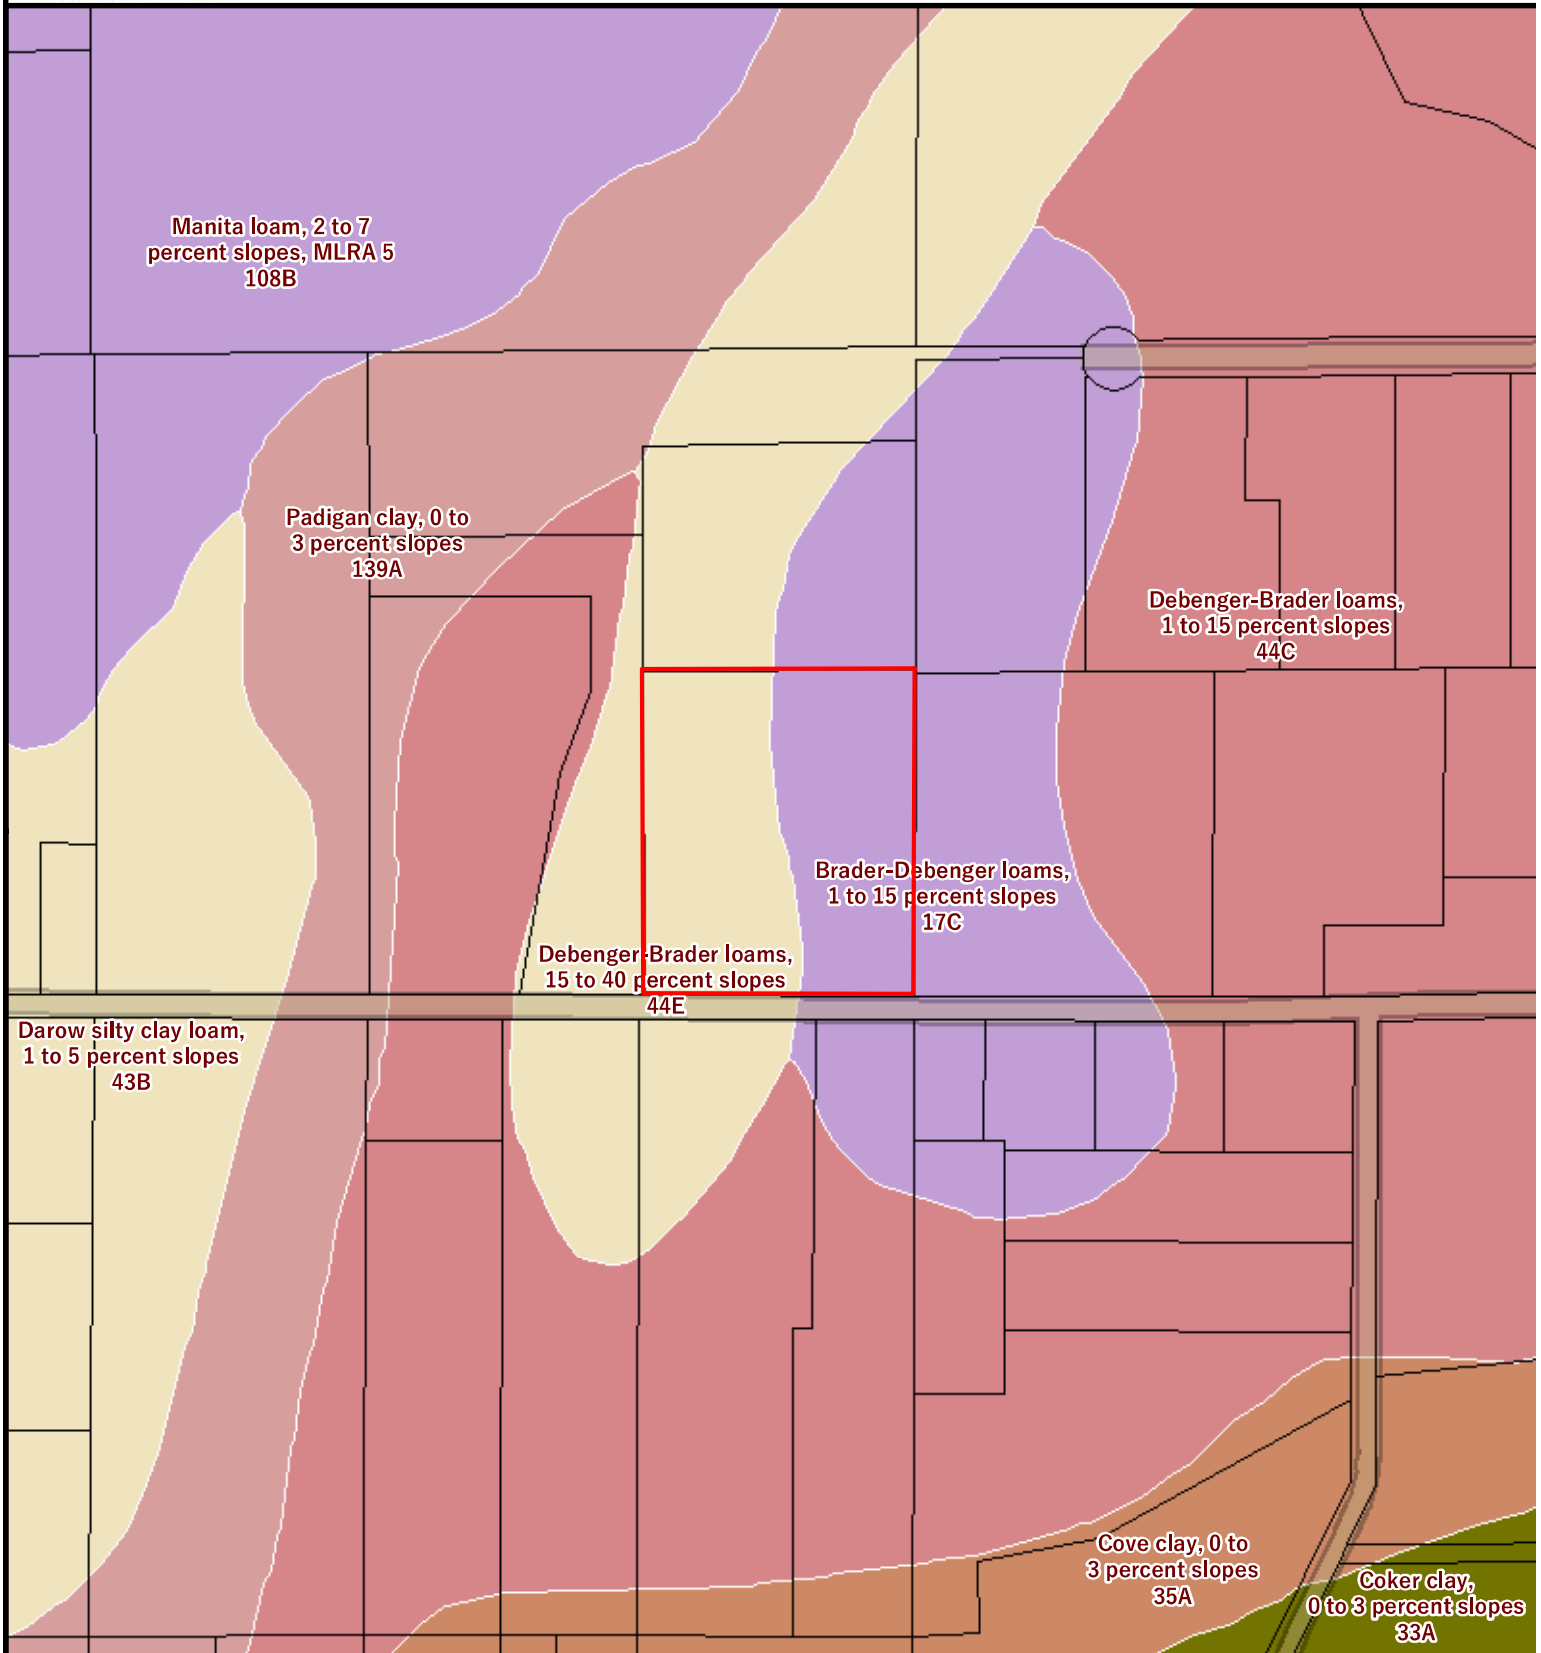 Manita loam, 2 to 7
percent slopes, MLRA 5
108B
Padigan clay, 0 to
3 percent slopes
139A
Debenger-Brader loams,
1 to 15 percent slopes
44C
Brader-Debenger loams,
1 to 15 percent slopes
17C
Debenger-Brader loams,
15 to 40 percent slopes
44E
Darow silty clay loam,
1 to 5 percent slopes
43B
Cove clay, 0 to
3 percent slopes
35A
Coker clay,
0 to 3 percent slopes
33A